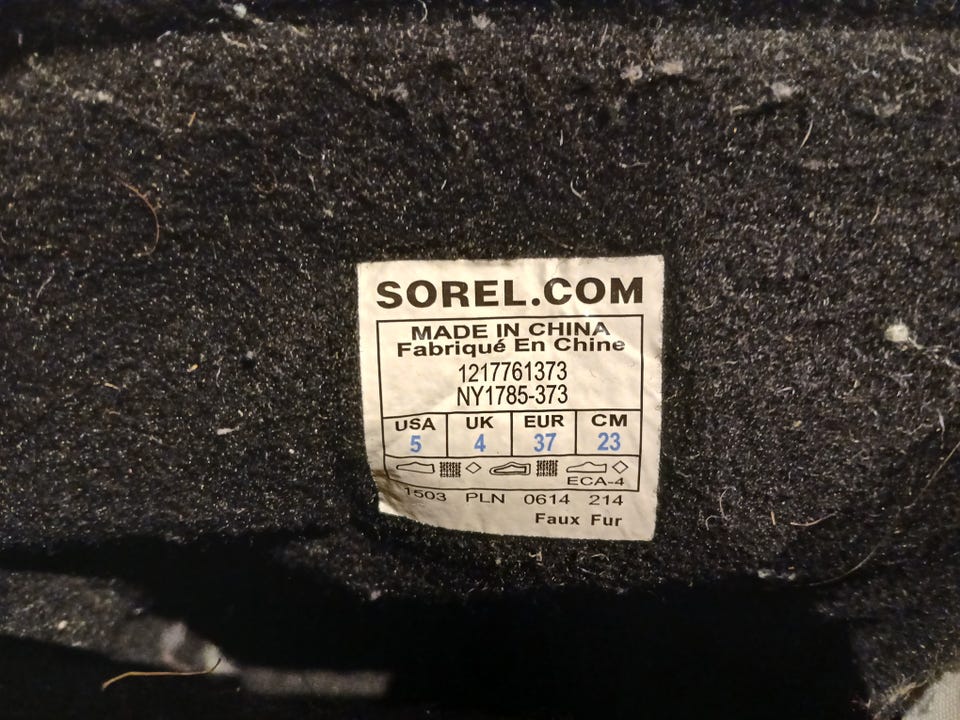 SOREL.COM
MADE IN CHINA
Fabriqué En Chine
1217761373
NY1785-373
USA UK EUR CM
5 4 37 23
ECA-4
1503 PLN 0614 214
Faux Fur